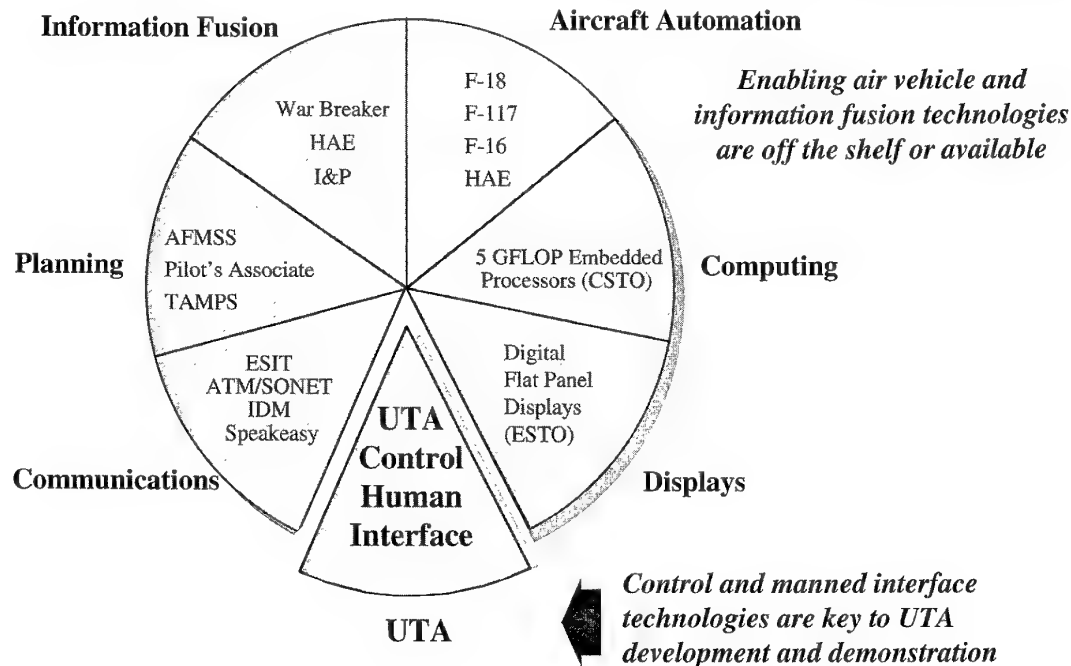 Information Fusion
Aircraft Automation
War Breaker
HAE
I&P
F-18
F-117
F-16
HAE
Enabling air vehicle and
information fusion technologies
are off the shelf or available
Planning
AFMSS
Pilot's Associate
TAMPS
5 GFLOP Embedded
Processors (CSTO)
Computing
ESIT
ATM/SONET
IDM
Speakeasy
Communications
UTA
Control
Human
Interface
Digital
Flat Panel
Displays
(ESTO)
Displays
UTA
Control and manned interface
technologies are key to UTA
development and demonstration